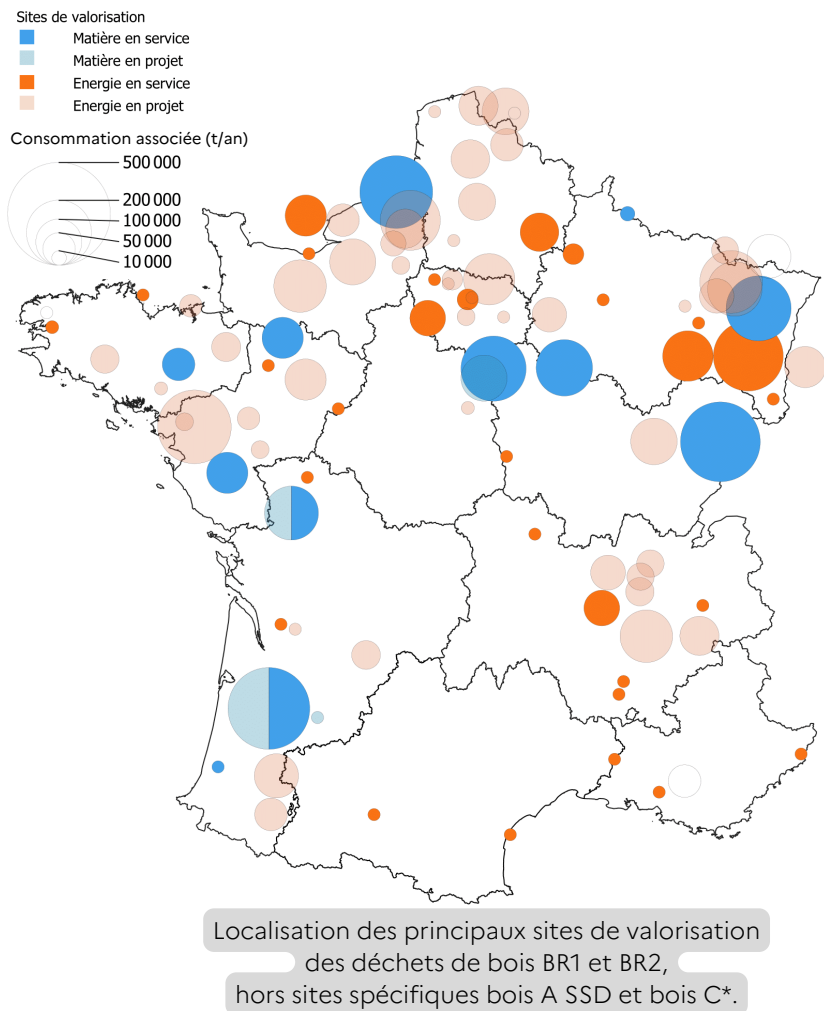 Sites de valorisation
Matière en service
Matière en projet
Energie en service
Energie en projet
Consommation associée (t/an)
500 000
200 000
100 000
50 000
10 000
Localisation des principaux sites de valorisation
des déchets de bois BR1 et BR2,
hors sites spécifiques bois A SSD et bois C*.